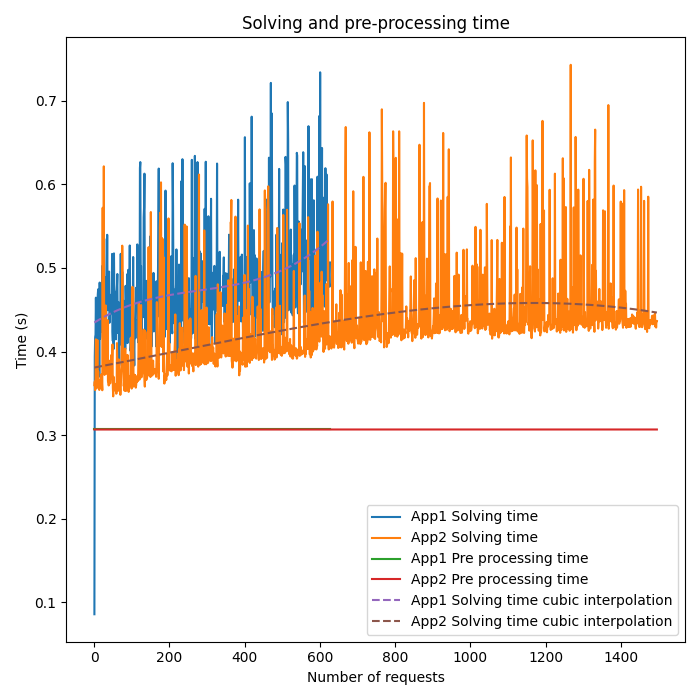 Solving and pre-processing time
Time (s)
0.7
0.6
0.5
0.4
0.3
0.2
0.1
App1 Solving time
App2 Solving time
App1 Pre processing time
App2 Pre processing time
App1 Solving time cubic interpolation
App2 Solving time cubic interpolation
0 200 400 600 800 1000 1200 1400
Number of requests